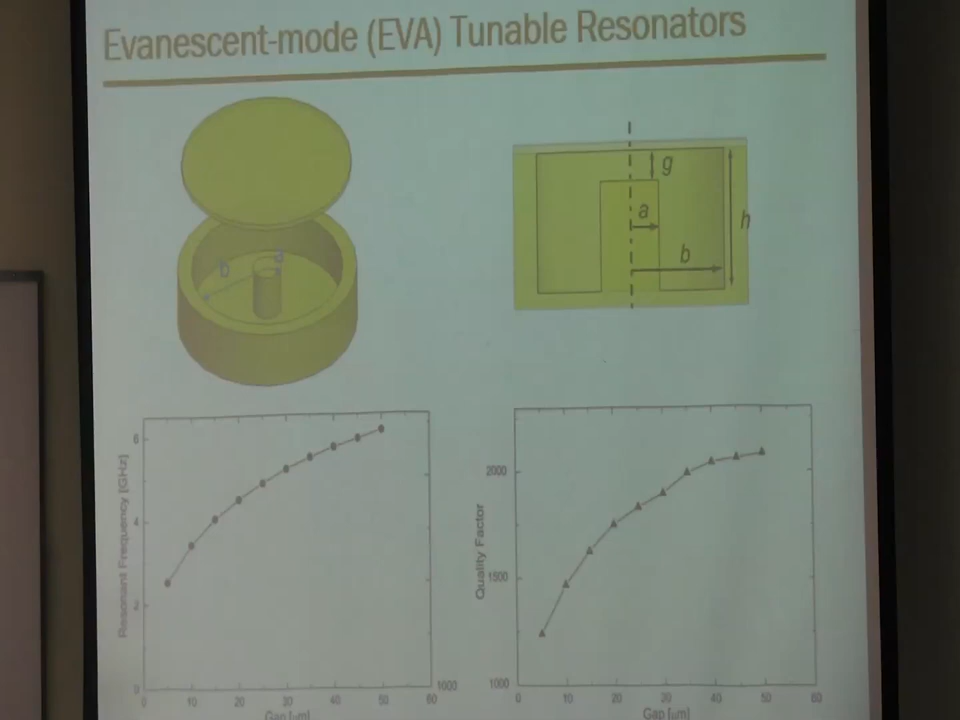 Evanescent-mode (EVA) Tunable Resonators
b
a
g
a
h
b
Resonant Frequency [GHz]
6
4
2
0
0 10 20 30 40 50 60
Gap [μm]
1600
Quality Factor
2000
1500
1000
0 10 20 30 40 50 60
Gap [μm]